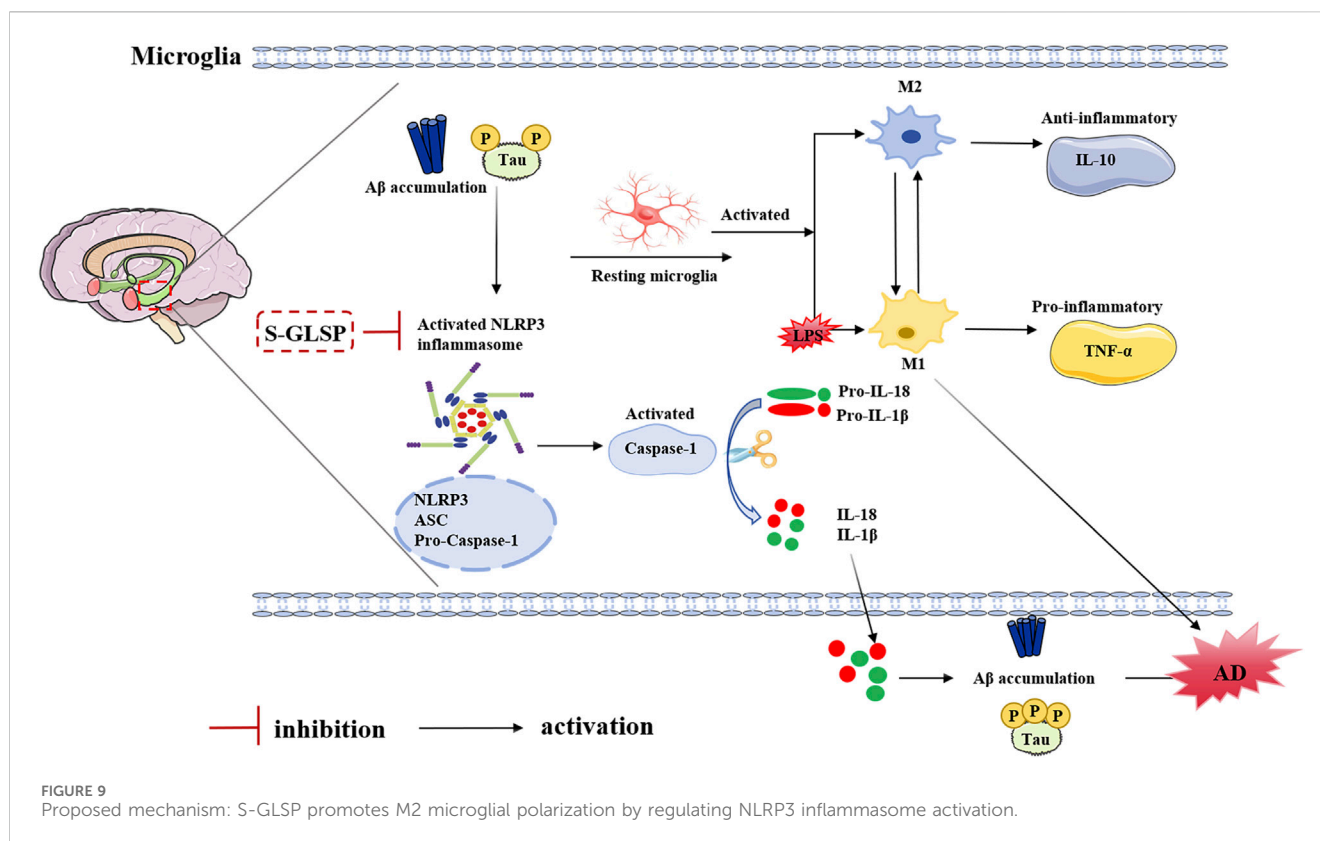 Microglia
P
P
Tau
Aβ accumulation
M2
Anti-inflammatory
IL-10
Activated
Resting microglia
S-GLSP
Activated NLRP3
inflammasome
LPS
M1
Pro-inflammatory
TNF-α
NLRP3
ASC
Pro-Caspase-1
Activated
Caspase-1
Pro-IL-18
Pro-IL-1β
IL-18
IL-1β
Aβ accumulation
P
P
P
Tau
AD
inhibition
activation
FIGURE 9
Proposed mechanism: S-GLSP promotes M2 microglial polarization by regulating NLRP3 inflammasome activation.